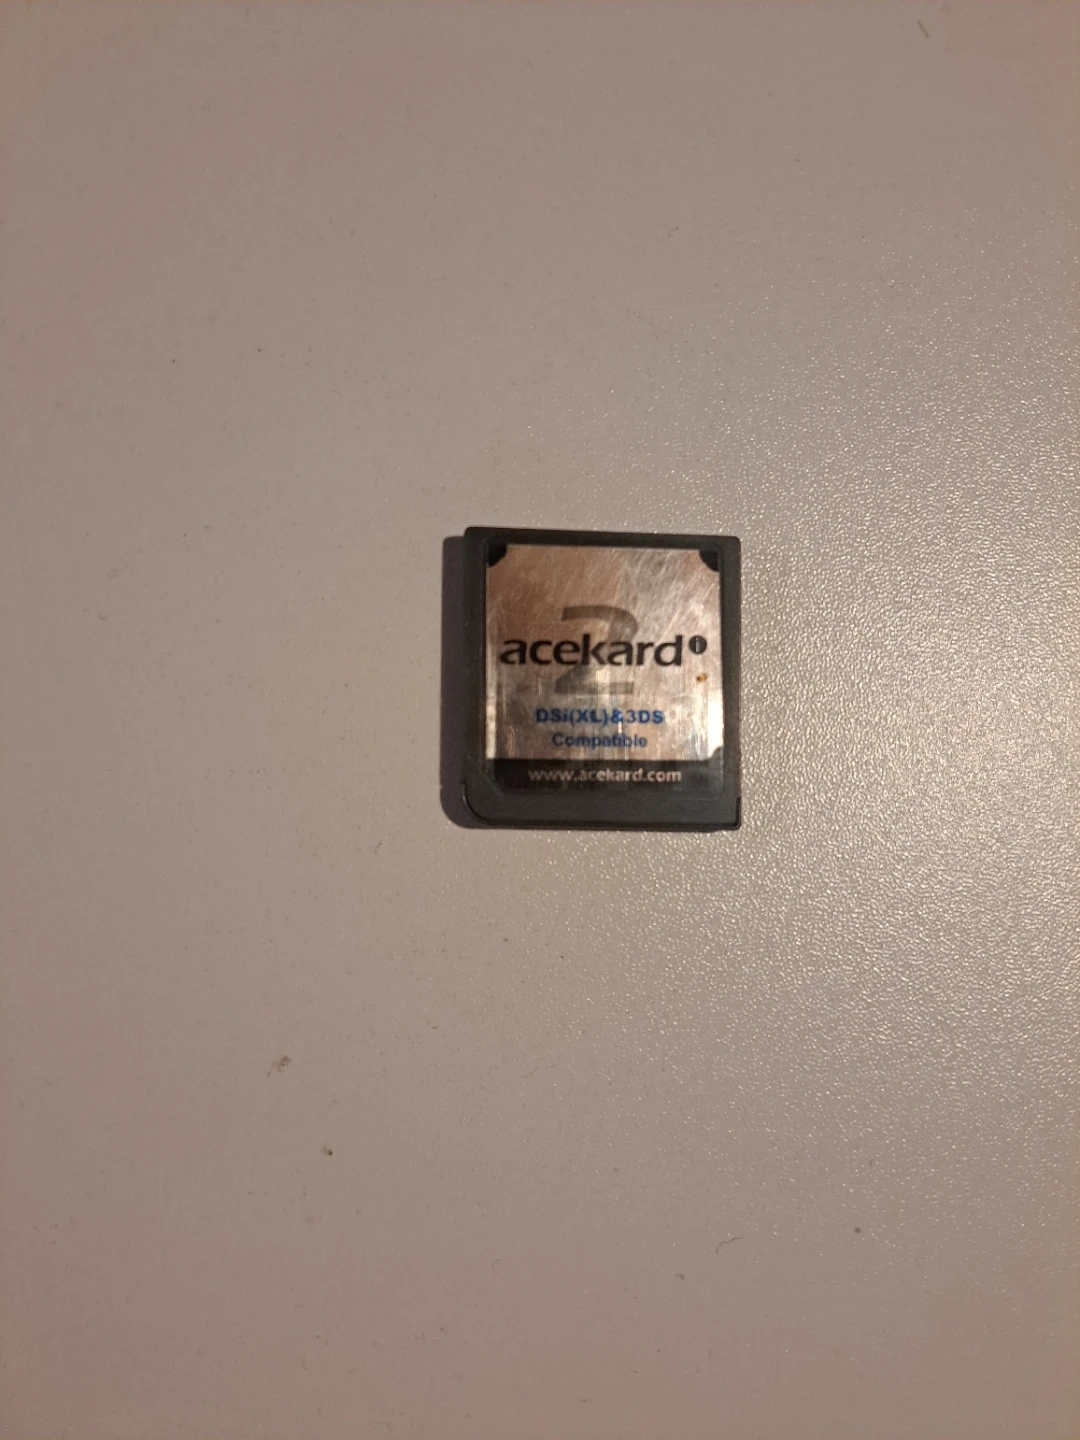 2
acekard i
DSi(XL)&3DS
Compatible
www.acekard.com